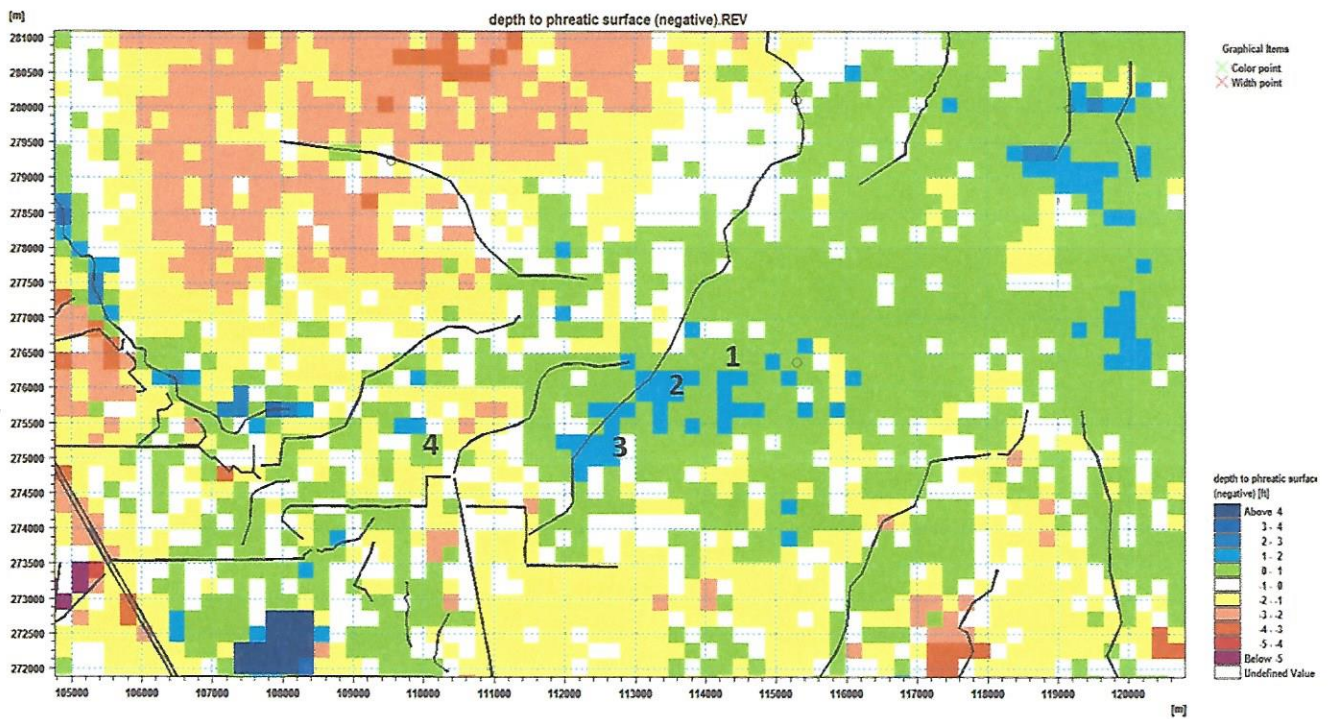 [m]
depth to phreatic surface (negative).REV
281000
280500
280000
279500
279000
278500
278000
277500
277000
276500
276000
275500
275000
274500
274000
273500
273000
272500
272000
1
2
3
4
105000 106000 107000 108000 109000 110000 111000 112000 113000 114000 115000 116000 117000 118000 119000 120000
[m]
Graphical Items
Color point
Width point
depth to phreatic surface
(negative) [ft]
Above 4
3 - 4
2 - 3
1 - 2
0 - 1
-1 - 0
-2 - -1
-3 - -2
-4 - -3
-5 - -4
Below -5
Undefined Value